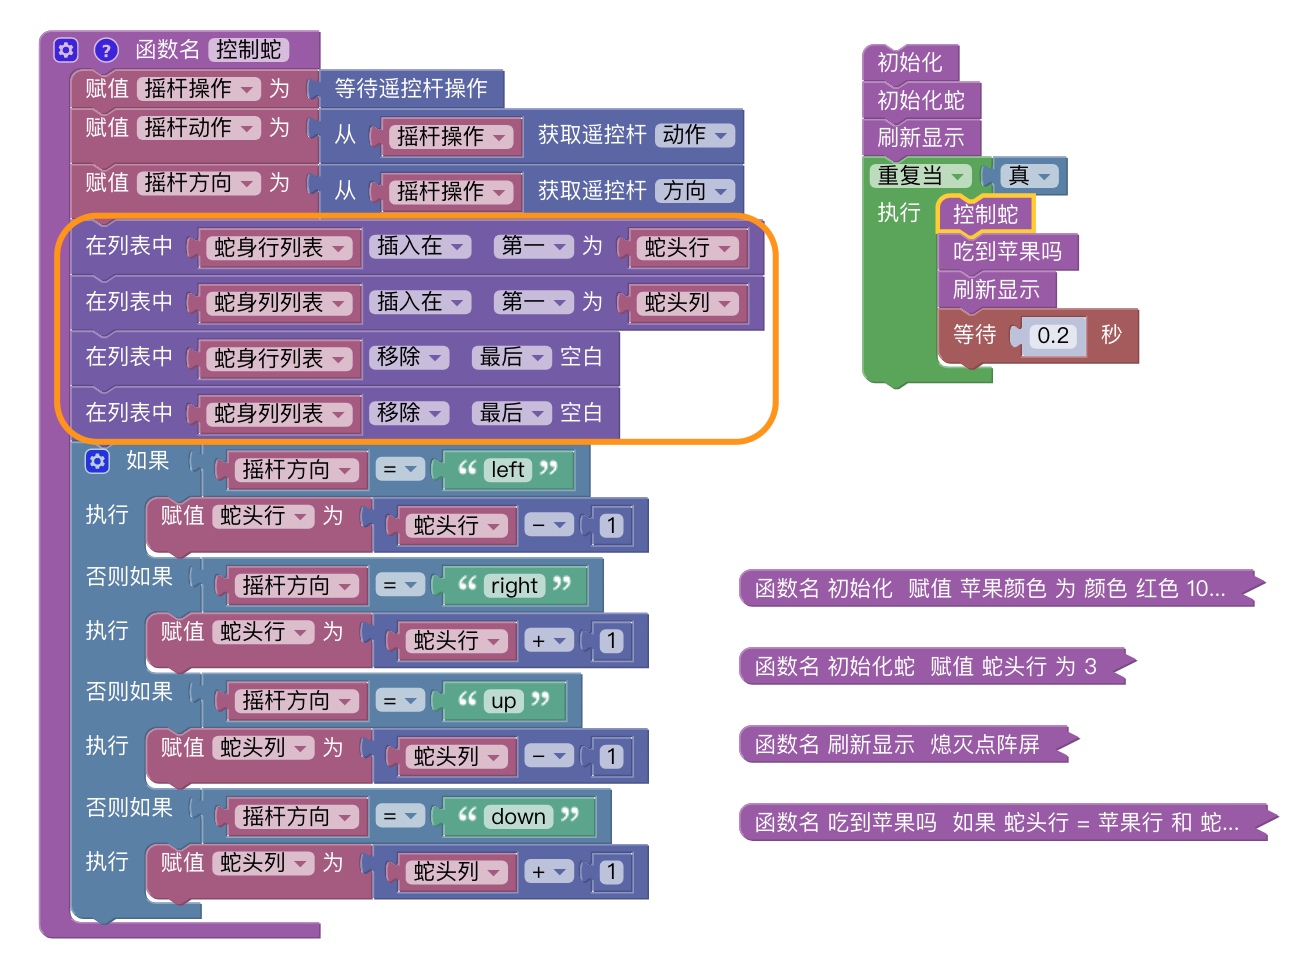 函数名 控制蛇
赋值 摇杆操作 为 等待遥控杆操作
赋值 摇杆动作 为 从 摇杆操作 获取遥控杆 动作
赋值 摇杆方向 为 从 摇杆操作 获取遥控杆 方向
在列表中 蛇身行列表 插入在 第一 为 蛇头行
在列表中 蛇身列列表 插入在 第一 为 蛇头列
在列表中 蛇身行列表 移除 最后 空白
在列表中 蛇身列列表 移除 最后 空白
如果 摇杆方向 = “ left ”
执行 赋值 蛇头行 为 蛇头行 - 1
否则如果 摇杆方向 = “ right ”
执行 赋值 蛇头行 为 蛇头行 + 1
否则如果 摇杆方向 = “ up ”
执行 赋值 蛇头列 为 蛇头列 - 1
否则如果 摇杆方向 = “ down ”
执行 赋值 蛇头列 为 蛇头列 + 1
初始化
初始化蛇
刷新显示
重复当 真
执行 控制蛇
吃到苹果吗
刷新显示
等待 0.2 秒
函数名 初始化 赋值 苹果颜色 为 颜色 红色 10...
函数名 初始化蛇 赋值 蛇头行 为 3
函数名 刷新显示 熄灭点阵屏
函数名 吃到苹果吗 如果 蛇头行 = 苹果行 和 蛇...